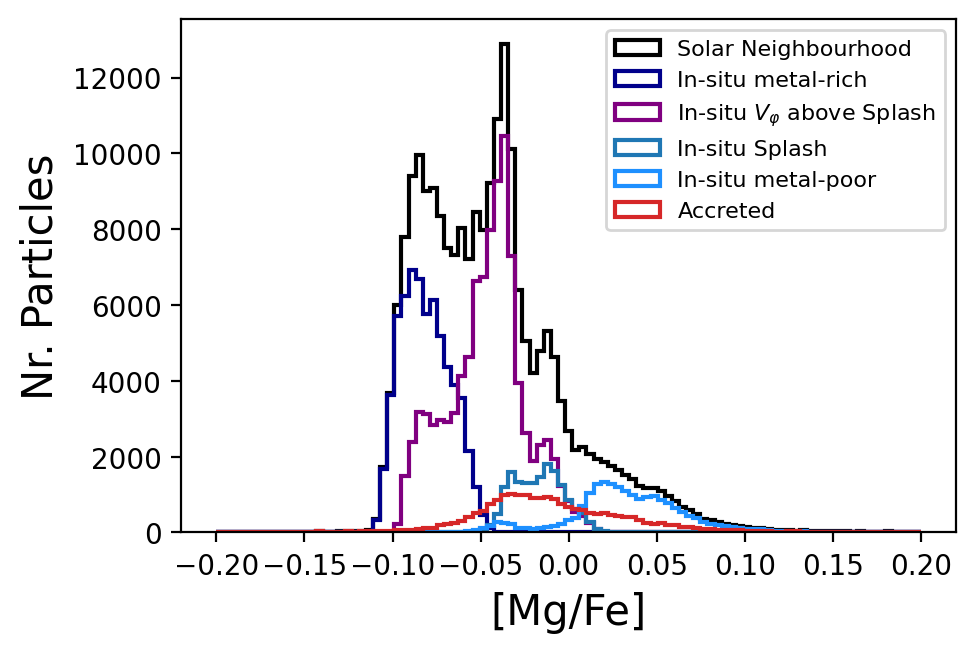 Nr. Particles
12000
10000
8000
6000
4000
2000
0
Solar Neighbourhood
In-situ metal-rich
In-situ Vφ above Splash
In-situ Splash
In-situ metal-poor
Accreted
−0.20 −0.15 −0.10 −0.05 0.00 0.05 0.10 0.15 0.20
[Mg/Fe]